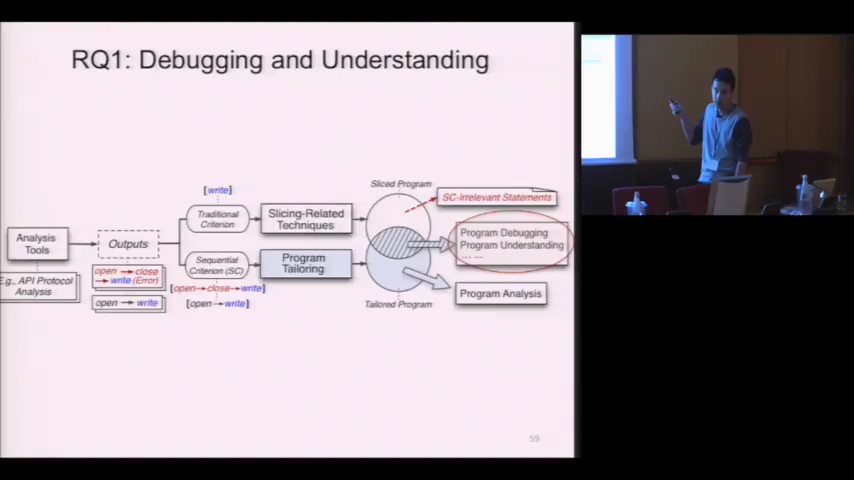 RQ1: Debugging and Understanding
[write]
Sliced Program
SC-Irrelevant Statements
Traditional
Criterion
Slicing-Related
Techniques
Analysis
Tools
Outputs
Program Debugging
Program Understanding
... ...
Sequential
Criterion (SC)
Program
Tailoring
open → close
→ write (Error)
E.g., API Protocol
Analysis
[open→close→write]
[open→write]
open → write
Program Analysis
Tailored Program
59